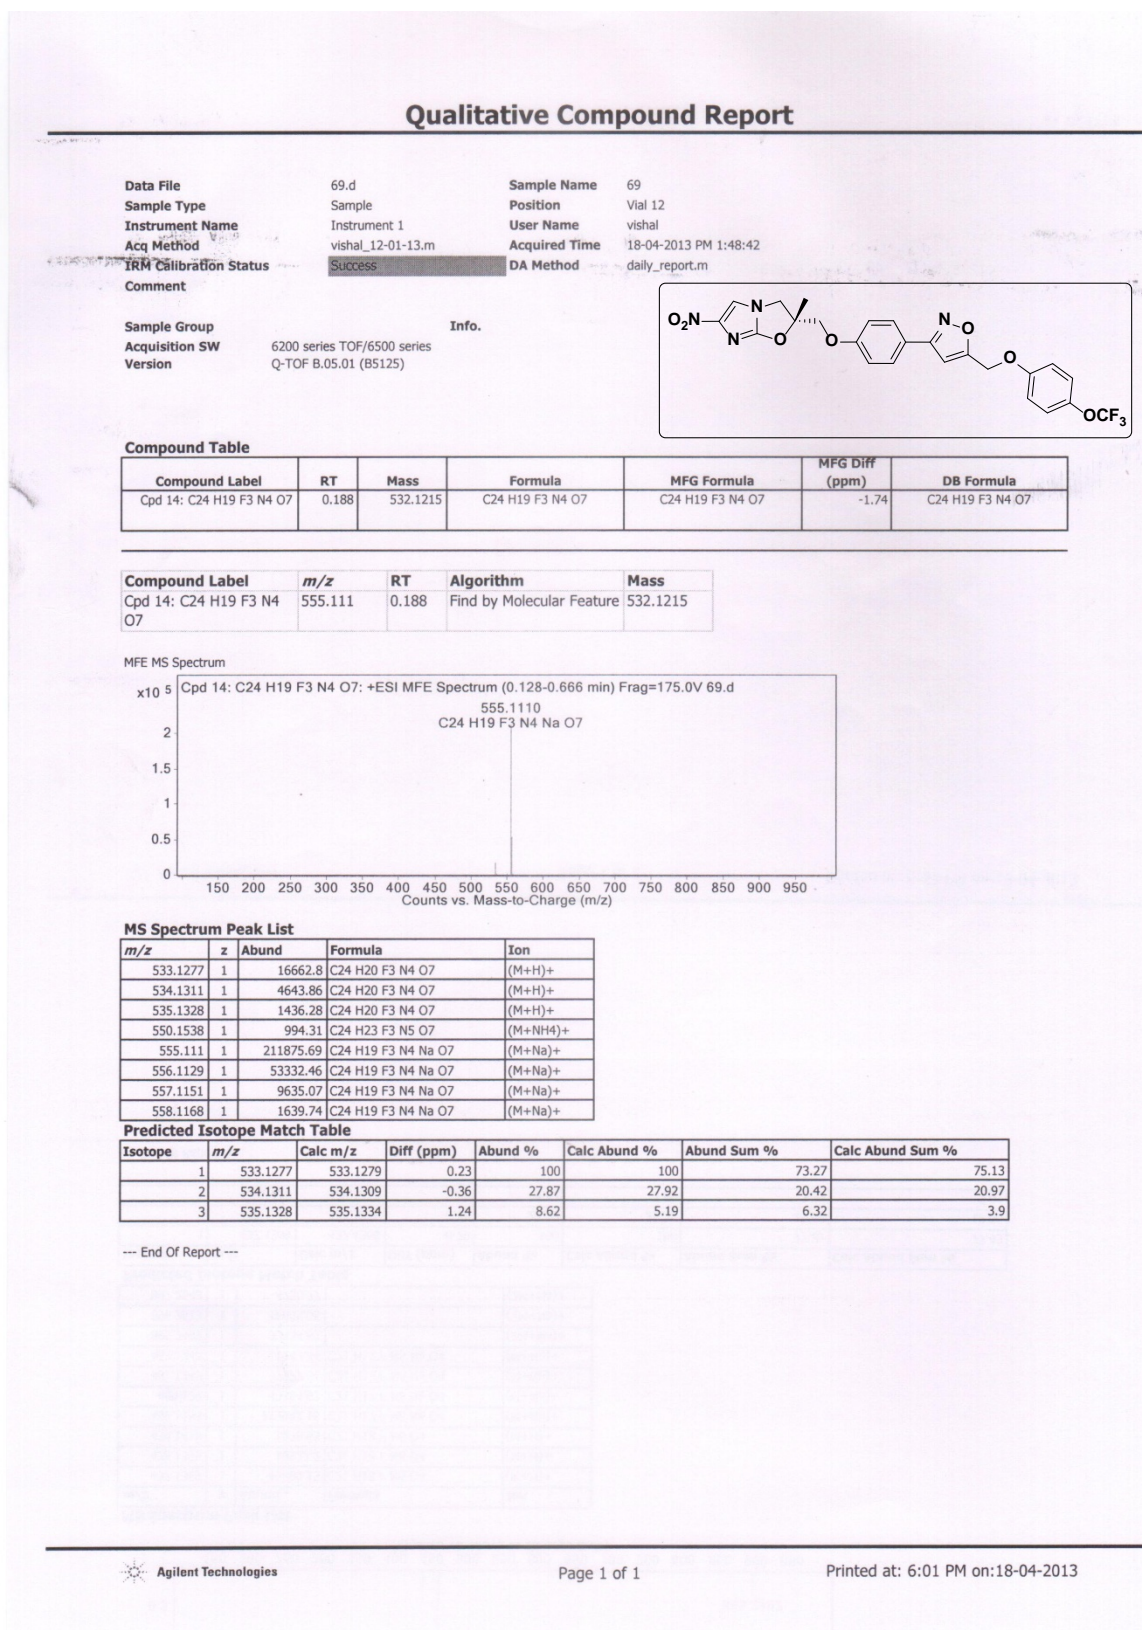 Qualitative Compound Report
Data File 69.d Sample Name 69
Sample Type Sample Position Vial 12
Instrument Name Instrument 1 User Name vishal
Acq Method vishal_12-01-13.m Acquired Time 18-04-2013 PM 1:48:42
IRM Calibration Status Success DA Method daily_report.m
Comment
Sample Group Info.
Acquisition SW 6200 series TOF/6500 series
Version Q-TOF B.05.01 (B5125)
O2N N N O O N O O OCF3
Compound Table
Compound Label RT Mass Formula MFG Formula MFG Diff (ppm) DB Formula
Cpd 14: C24 H19 F3 N4 O7 0.188 532.1215 C24 H19 F3 N4 O7 C24 H19 F3 N4 O7 -1.74 C24 H19 F3 N4 O7
Compound Label m/z RT Algorithm Mass
Cpd 14: C24 H19 F3 N4 O7 555.111 0.188 Find by Molecular Feature 532.1215
MFE MS Spectrum
x10 5 Cpd 14: C24 H19 F3 N4 O7: +ESI MFE Spectrum (0.128-0.666 min) Frag=175.0V 69.d
555.1110
C24 H19 F3 N4 Na O7
2
1.5
1
0.5
0
150 200 250 300 350 400 450 500 550 600 650 700 750 800 850 900 950
Counts vs. Mass-to-Charge (m/z)
MS Spectrum Peak List
m/z z Abund Formula Ion
533.1277 1 16662.8 C24 H20 F3 N4 O7 (M+H)+
534.1311 1 4643.86 C24 H20 F3 N4 O7 (M+H)+
535.1328 1 1436.28 C24 H20 F3 N4 O7 (M+H)+
550.1538 1 994.31 C24 H23 F3 N5 O7 (M+NH4)+
555.111 1 211875.69 C24 H19 F3 N4 Na O7 (M+Na)+
556.1129 1 53332.46 C24 H19 F3 N4 Na O7 (M+Na)+
557.1151 1 9635.07 C24 H19 F3 N4 Na O7 (M+Na)+
558.1168 1 1639.74 C24 H19 F3 N4 Na O7 (M+Na)+
Predicted Isotope Match Table
Isotope m/z Calc m/z Diff (ppm) Abund % Calc Abund % Abund Sum % Calc Abund Sum %
1 533.1277 533.1279 0.23 100 100 73.27 75.13
2 534.1311 534.1309 -0.36 27.87 27.92 20.42 20.97
3 535.1328 535.1334 1.24 8.62 5.19 6.32 3.9
--- End Of Report ---
Agilent Technologies Page 1 of 1 Printed at: 6:01 PM on:18-04-2013